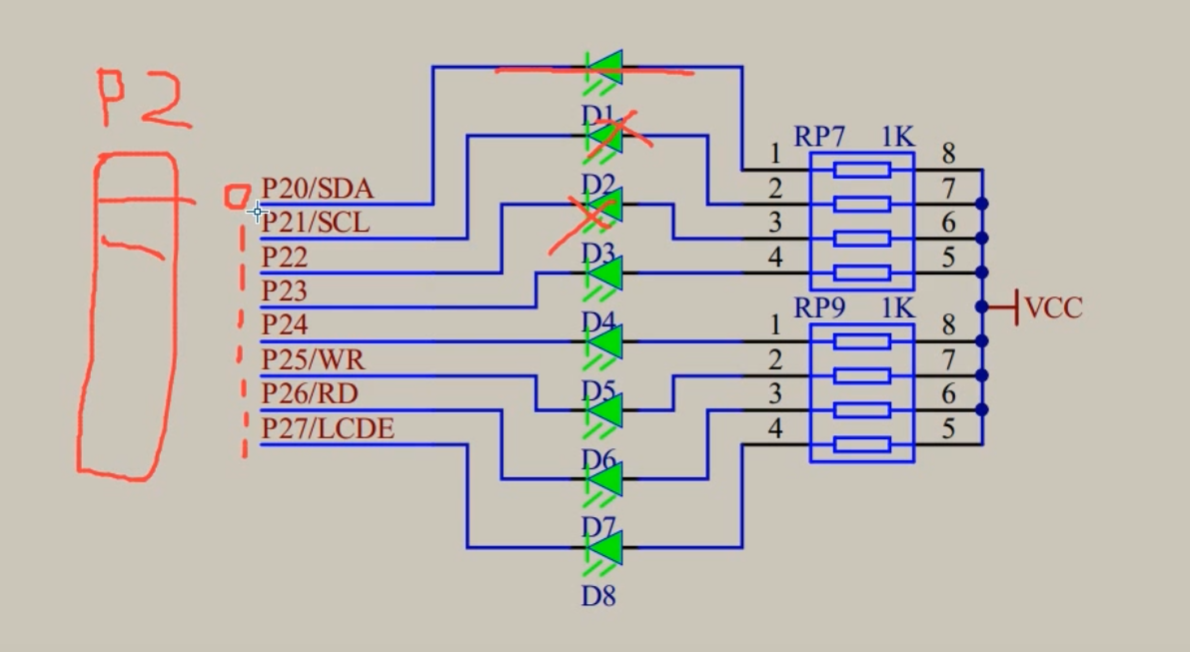 P2
D1
RP7 1K
1 8
P20/SDA
D2
2 7
P21/SCL
3 6
P22
D3
4 5
P23
RP9 1K
VCC
P24
D4
1 8
P25/WR
2 7
D5
P26/RD
3 6
P27/LCDE
4 5
D6
D7
D8